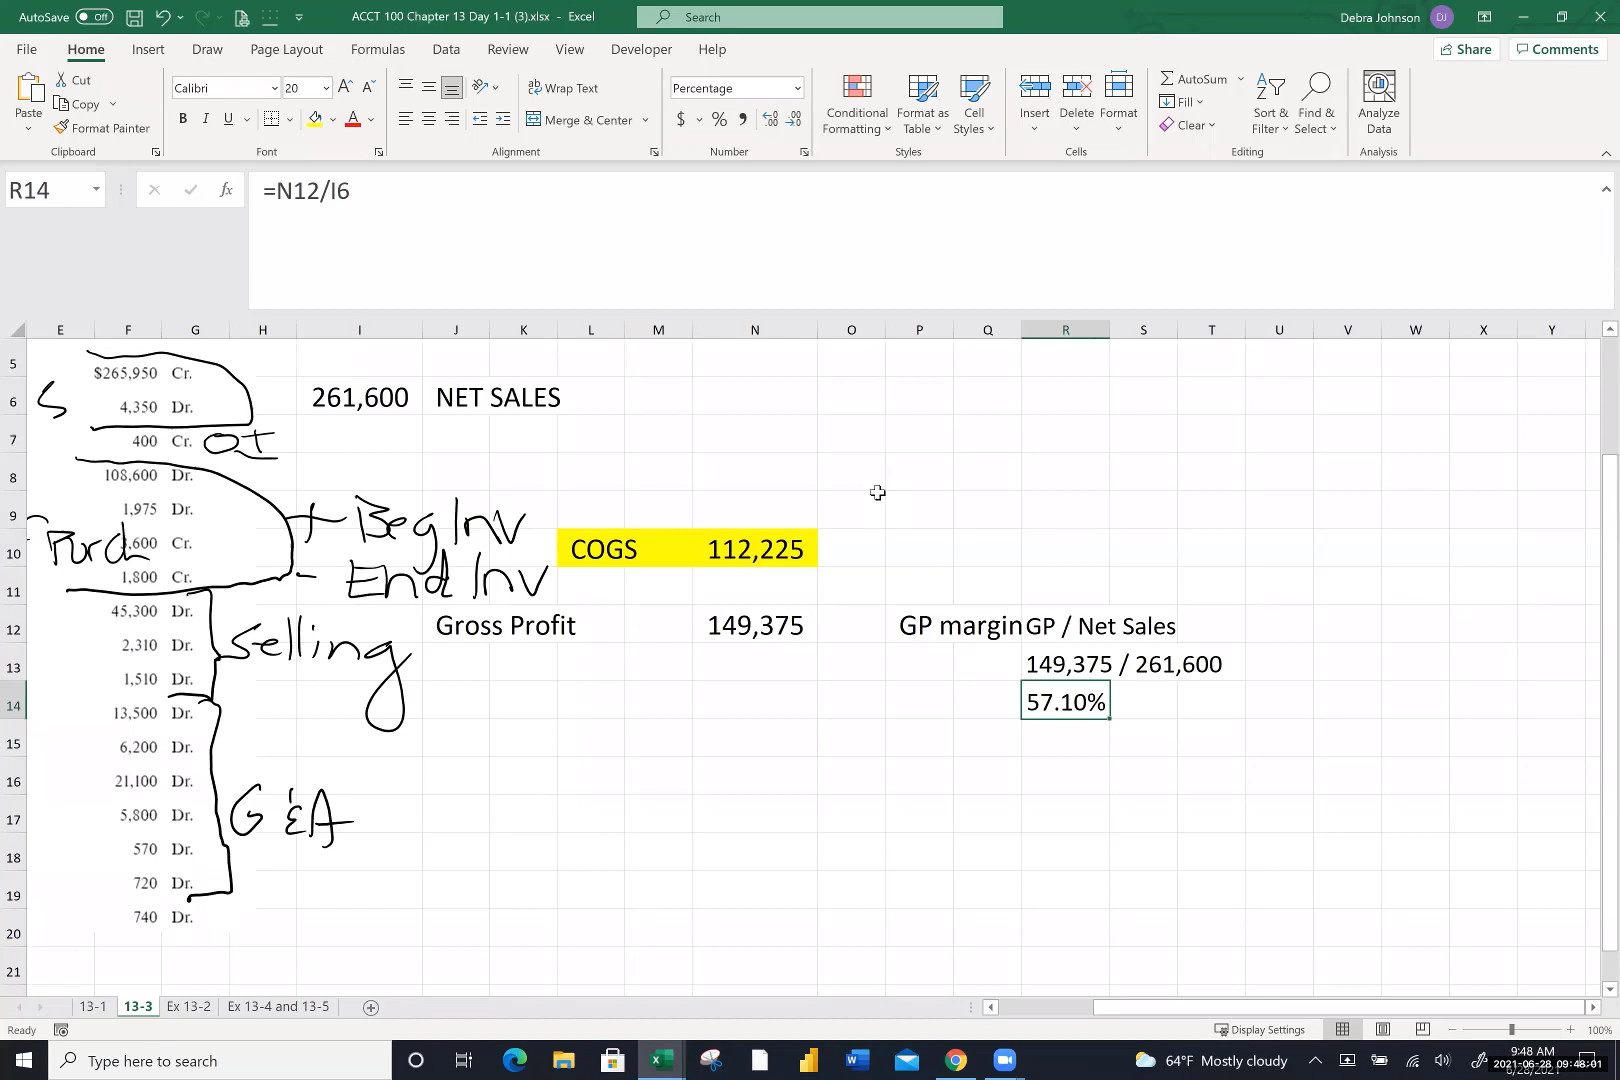 AutoSave Off ACCT 100 Chapter 13 Day 1-1 (3).xlsx - Excel Search Debra Johnson DJ
File Home Insert Draw Page Layout Formulas Data Review View Developer Help Share Comments
Paste Cut Copy Format Painter Clipboard
Calibri 20 A A B I U A Font
Wrap Text Merge & Center Alignment
Percentage $ % Number
Conditional Formatting Format as Table Cell Styles Styles
Insert Delete Format Cells
AutoSum Fill Clear Sort & Filter Find & Select Editing
Analyze Data Analysis
R14 fx =N12/I6
E F G H I J K L M N O P Q R S T U V W X Y
5 $265,950 Cr.
6 S 4,350 Dr. 261,600 NET SALES
7 400 Cr. OI
8 108,600 Dr.
9 1,975 Dr. + Beg Inv
10 Purch 3,600 Cr. COGS 112,225
11 1,800 Cr. - End Inv
12 45,300 Dr. Selling Gross Profit 149,375 GP margin GP / Net Sales
13 2,310 Dr. 149,375 / 261,600
14 1,510 Dr. 57.10%
13,500 Dr.
15 6,200 Dr.
16 21,100 Dr.
17 5,800 Dr. G & A
18 570 Dr.
19 720 Dr.
20 740 Dr.
21
13-1 13-3 Ex 13-2 Ex 13-4 and 13-5
Ready Display Settings 100%
Type here to search 64°F Mostly cloudy 9:48 AM
2021-06-28 09:48:01